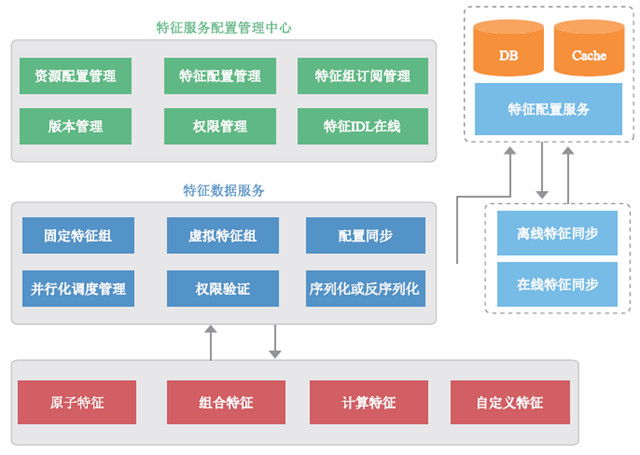 特征服务配置管理中心
资源配置管理
特征配置管理
特征组订阅管理
版本管理
权限管理
特征IDL在线
DB
Cache
特征配置服务
特征数据服务
固定特征组
虚拟特征组
配置同步
并行化调度管理
权限验证
序列化或反序列化
离线特征同步
在线特征同步
原子特征
组合特征
计算特征
自定义特征